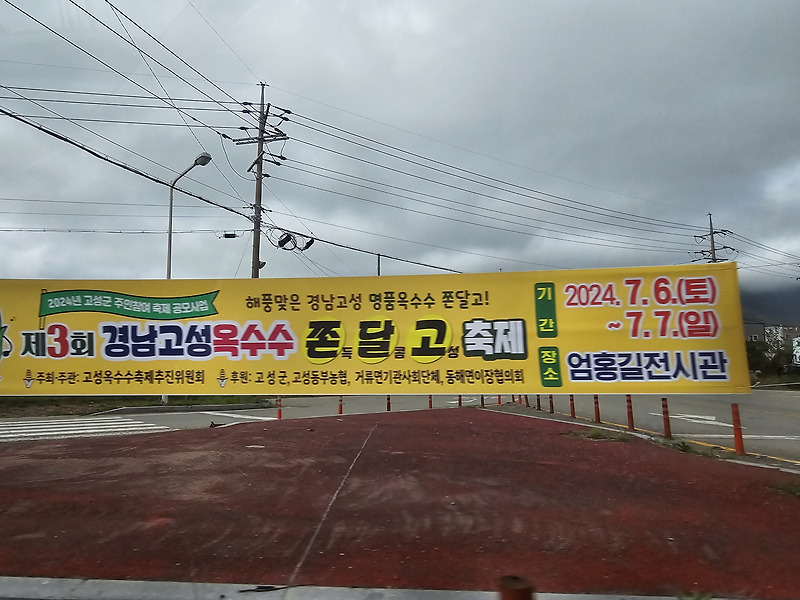 2024년 고성군 주민참여 축제 공모사업
해풍맞은 경남고성 명품옥수수 쫀달고!
제3회 경남고성옥수수 쫀득 달콤 고성 축제
주최·주관: 고성옥수수축제추진위원회 후원: 고성군, 고성동부농협, 거류면기관사회단체, 동해면이장협의회
기간 2024. 7. 6.(토)
~ 7. 7.(일)
장소 엄홍길전시관